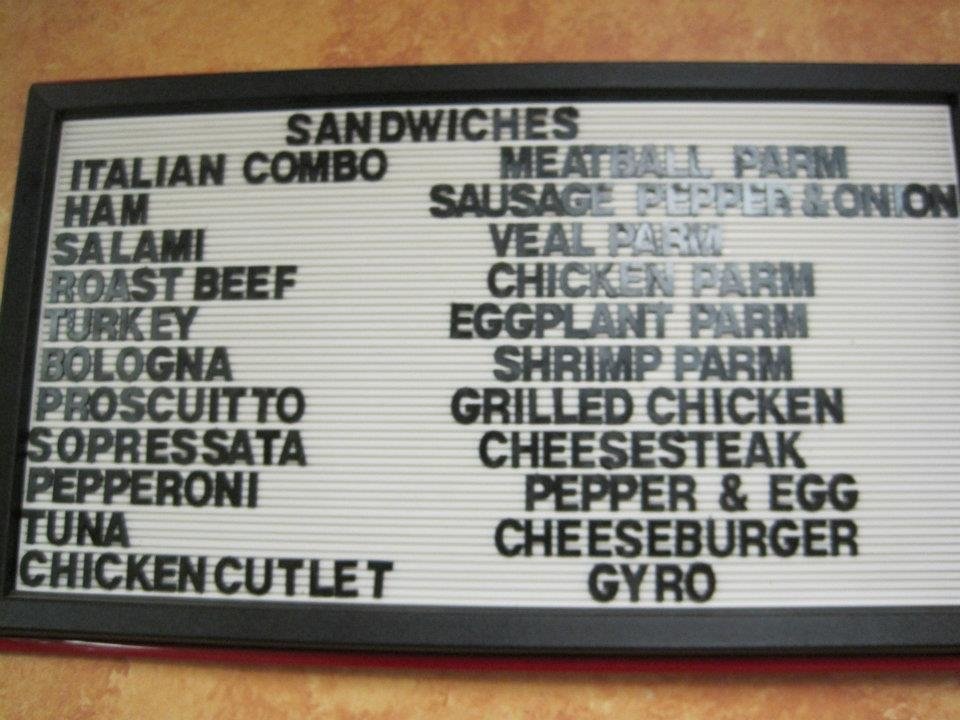 SANDWICHES
ITALIAN COMBO
HAM
SALAMI
ROAST BEEF
TURKEY
BOLOGNA
PROSCUITTO
SOPRESSATA
PEPPERONI
TUNA
CHICKEN CUTLET
MEATBALL PARM
SAUSAGE PEPPER & ONION
VEAL PARM
CHICKEN PARM
EGGPLANT PARM
SHRIMP PARM
GRILLED CHICKEN
CHEESESTEAK
PEPPER & EGG
CHEESEBURGER
GYRO